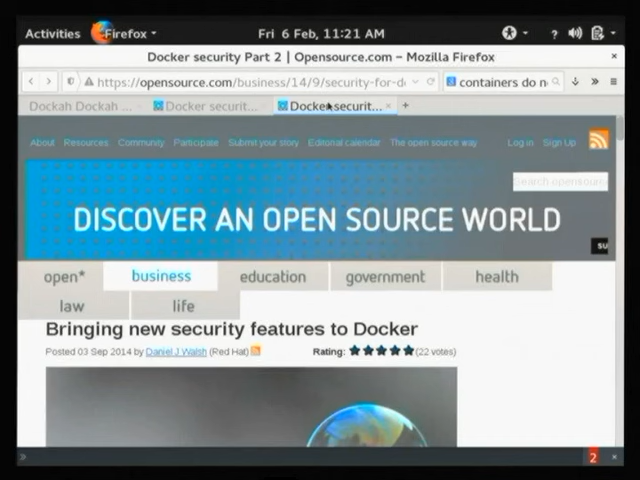 Activities Firefox Fri 6 Feb, 11:21 AM ?
Docker security Part 2 | Opensource.com – Mozilla Firefox ×
https://opensource.com/business/14/9/security-for-d containers do n
Dockah Dockah ... Docker securit... Docker securit... × +
About Resources Community Participate Submit your story Editorial calendar The open source way Log in Sign Up
Search opensource
DISCOVER AN OPEN SOURCE WORLD
SU
open* business education government health
law life
Bringing new security features to Docker
Posted 03 Sep 2014 by Daniel J Walsh (Red Hat) Rating: (22 votes)
2